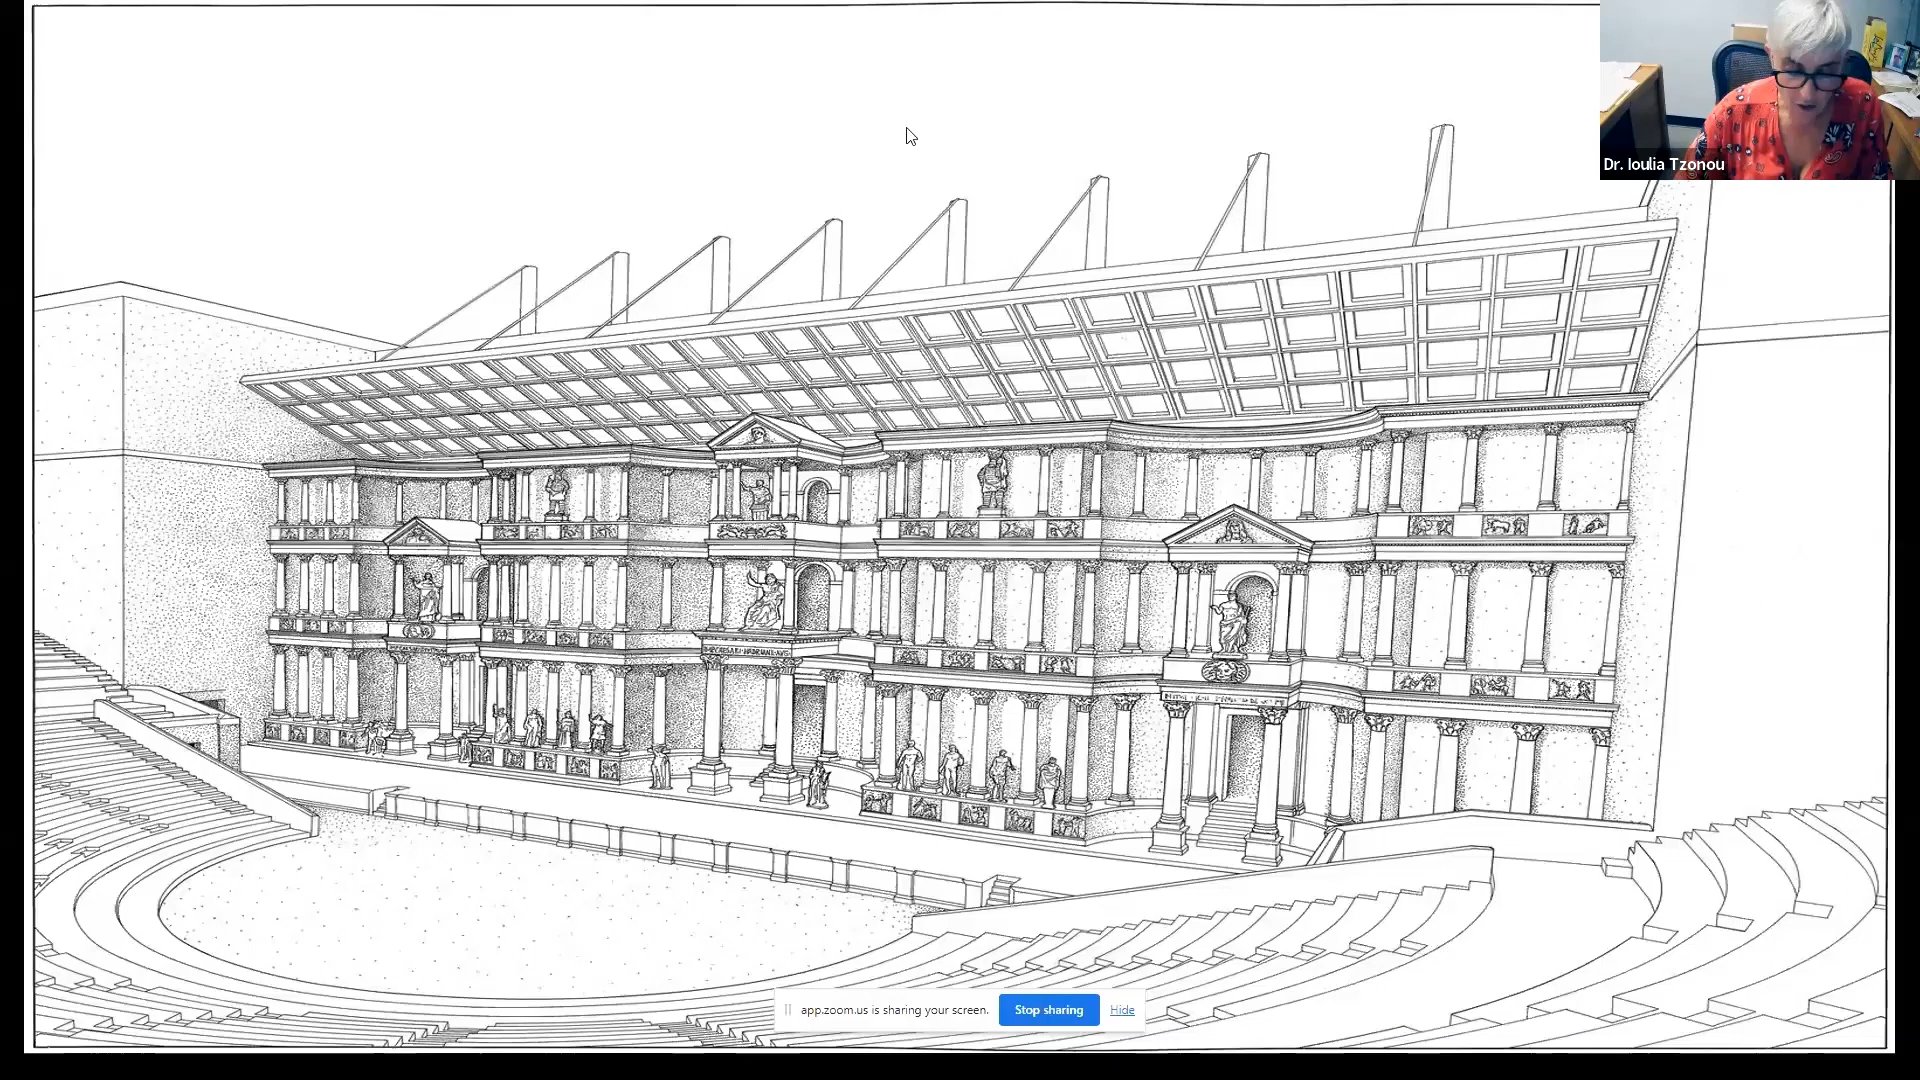 Dr. Ioulia Tzonou
app.zoom.us is sharing your screen.
Stop sharing
Hide